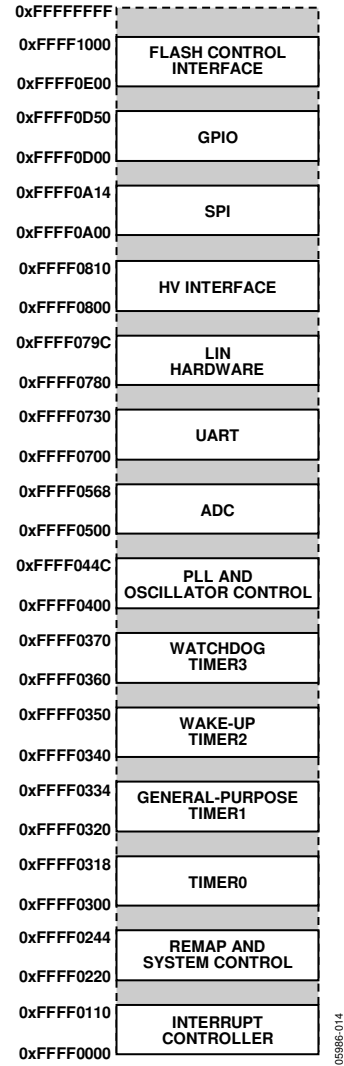 0xFFFFFFFF
0xFFFF1000
FLASH CONTROL
INTERFACE
0xFFFF0E00
0xFFFF0D50
GPIO
0xFFFF0D00
0xFFFF0A14
SPI
0xFFFF0A00
0xFFFF0810
HV INTERFACE
0xFFFF0800
0xFFFF079C
LIN
HARDWARE
0xFFFF0780
0xFFFF0730
UART
0xFFFF0700
0xFFFF0568
ADC
0xFFFF0500
0xFFFF044C
PLL AND
OSCILLATOR CONTROL
0xFFFF0400
0xFFFF0370
WATCHDOG
TIMER3
0xFFFF0360
0xFFFF0350
WAKE-UP
TIMER2
0xFFFF0340
0xFFFF0334
GENERAL-PURPOSE
TIMER1
0xFFFF0320
0xFFFF0318
TIMER0
0xFFFF0300
0xFFFF0244
REMAP AND
SYSTEM CONTROL
0xFFFF0220
0xFFFF0110
INTERRUPT
CONTROLLER
0xFFFF0000
05986-014